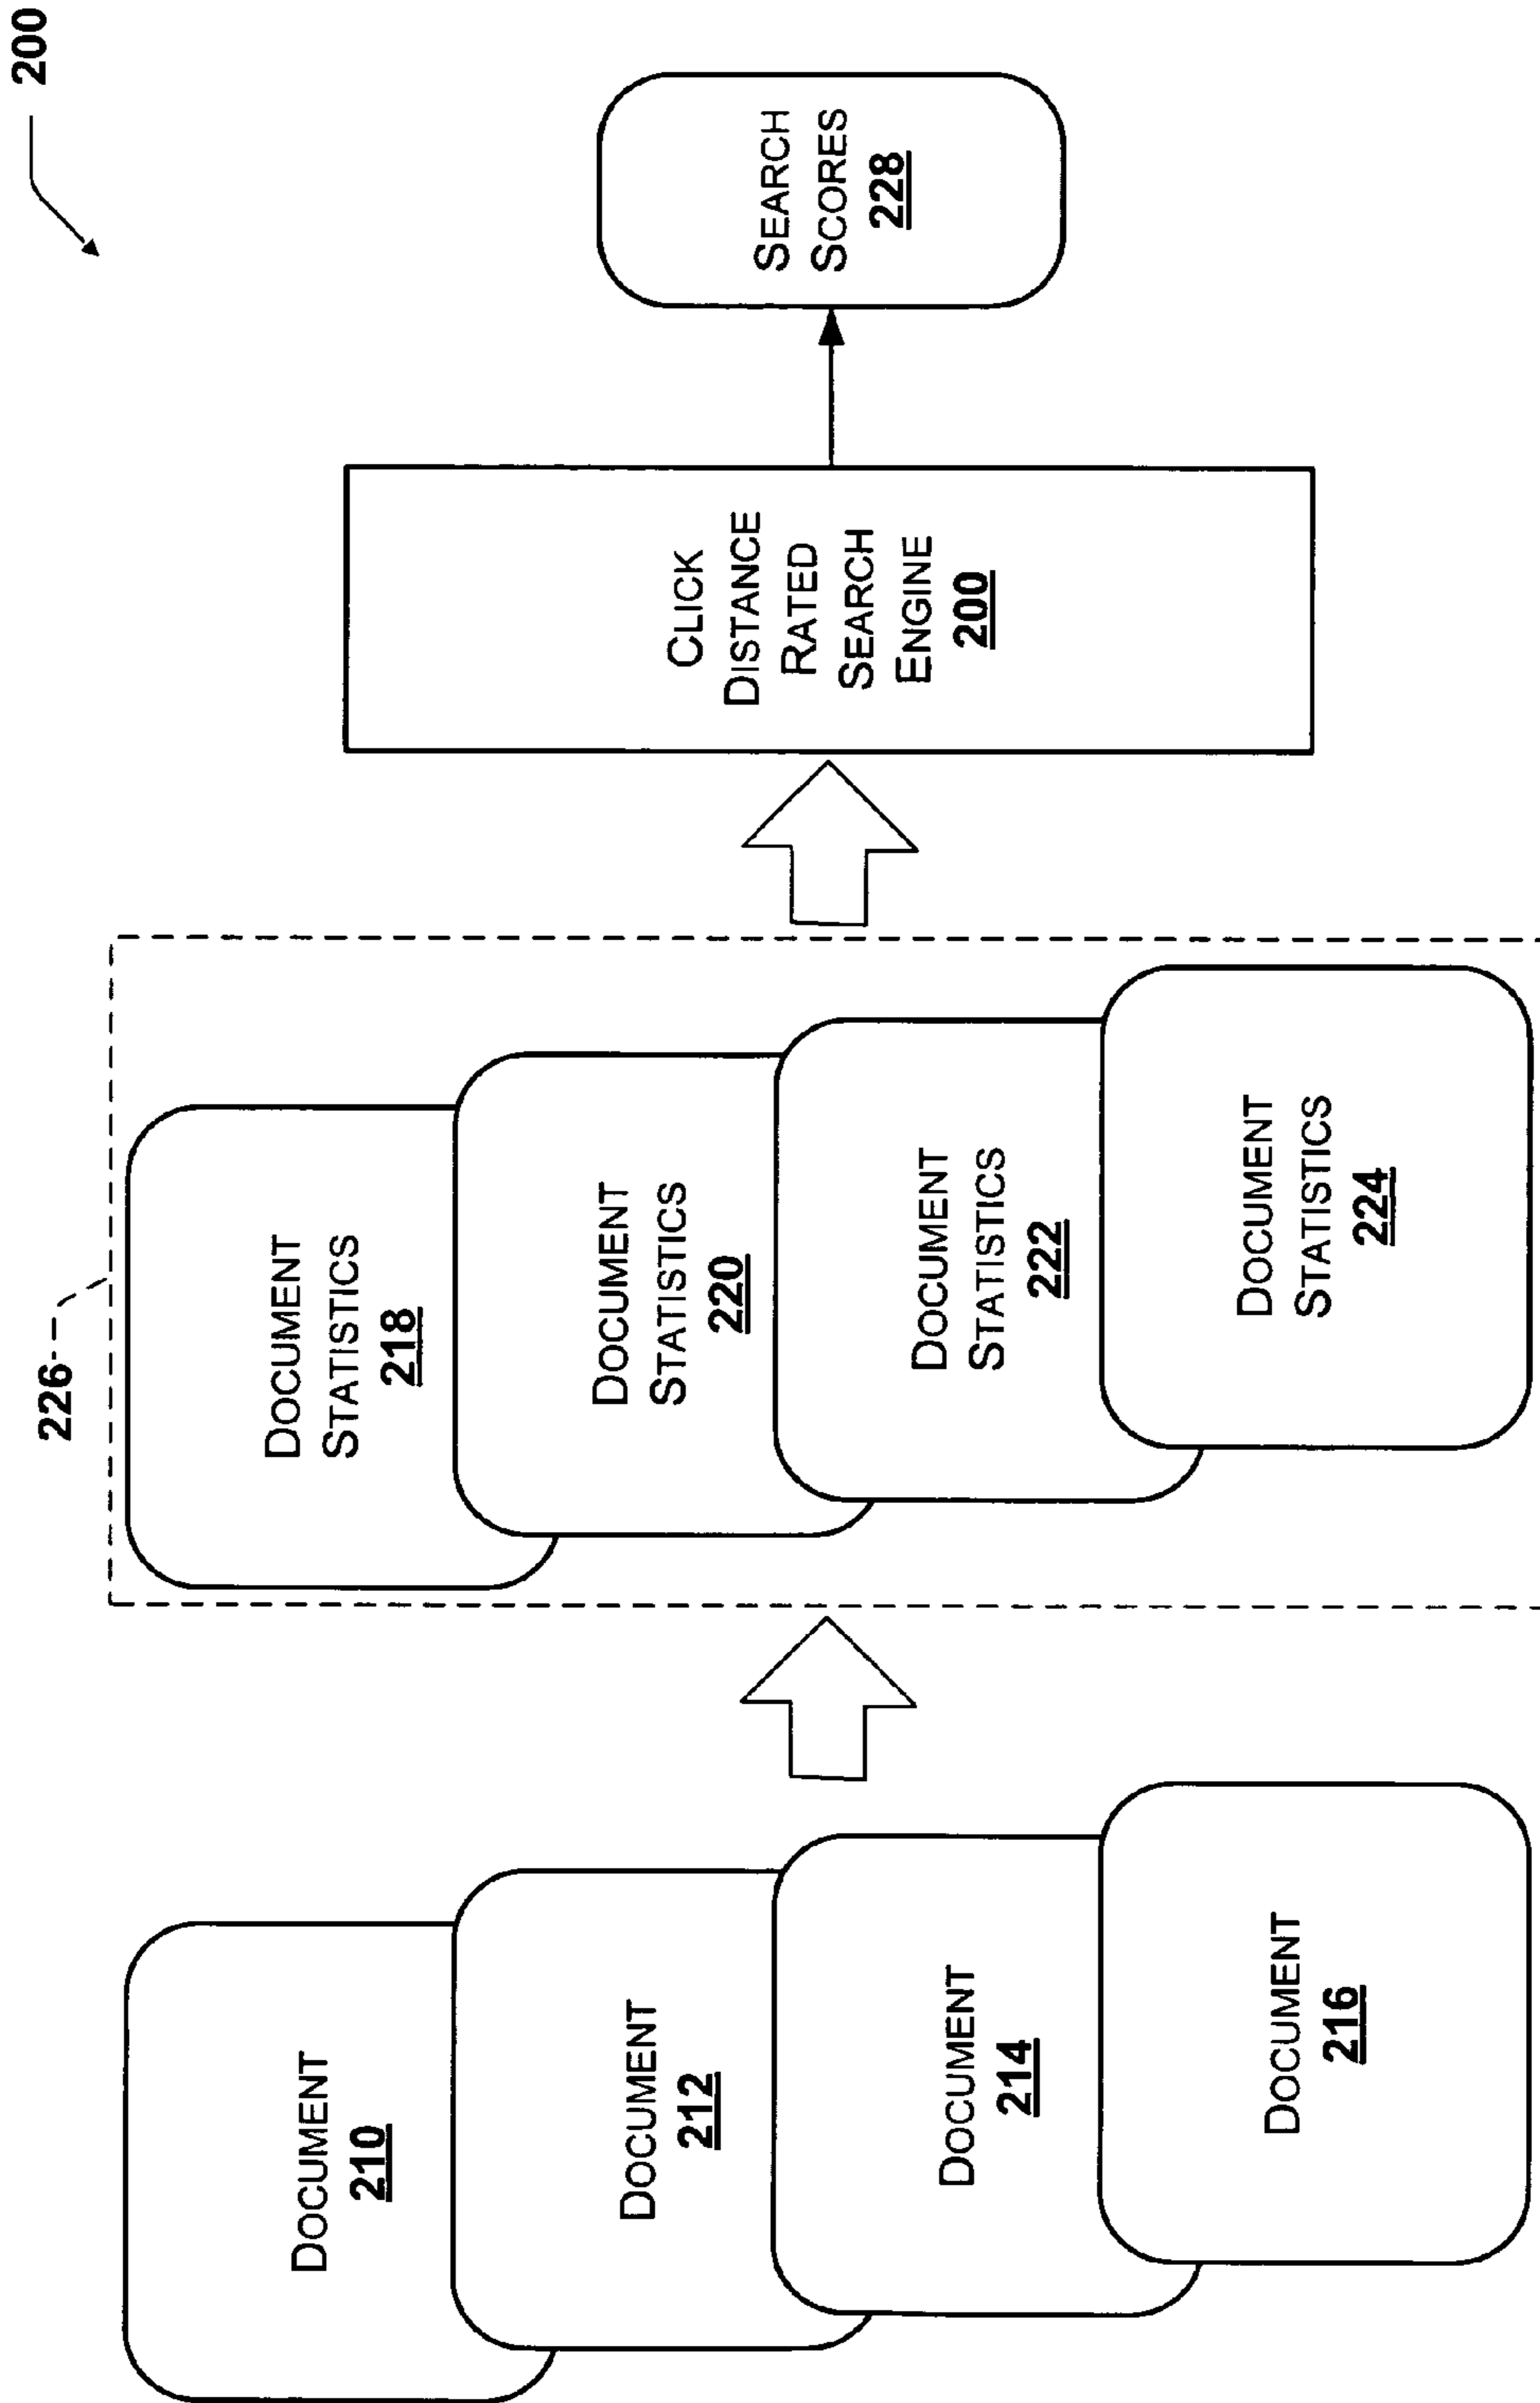 200
DOCUMENT
210
DOCUMENT
212
DOCUMENT
214
DOCUMENT
216
226
DOCUMENT
STATISTICS
218
DOCUMENT
STATISTICS
220
DOCUMENT
STATISTICS
222
DOCUMENT
STATISTICS
224
CLICK
DISTANCE
RATED
SEARCH
ENGINE
200
SEARCH
SCORES
228